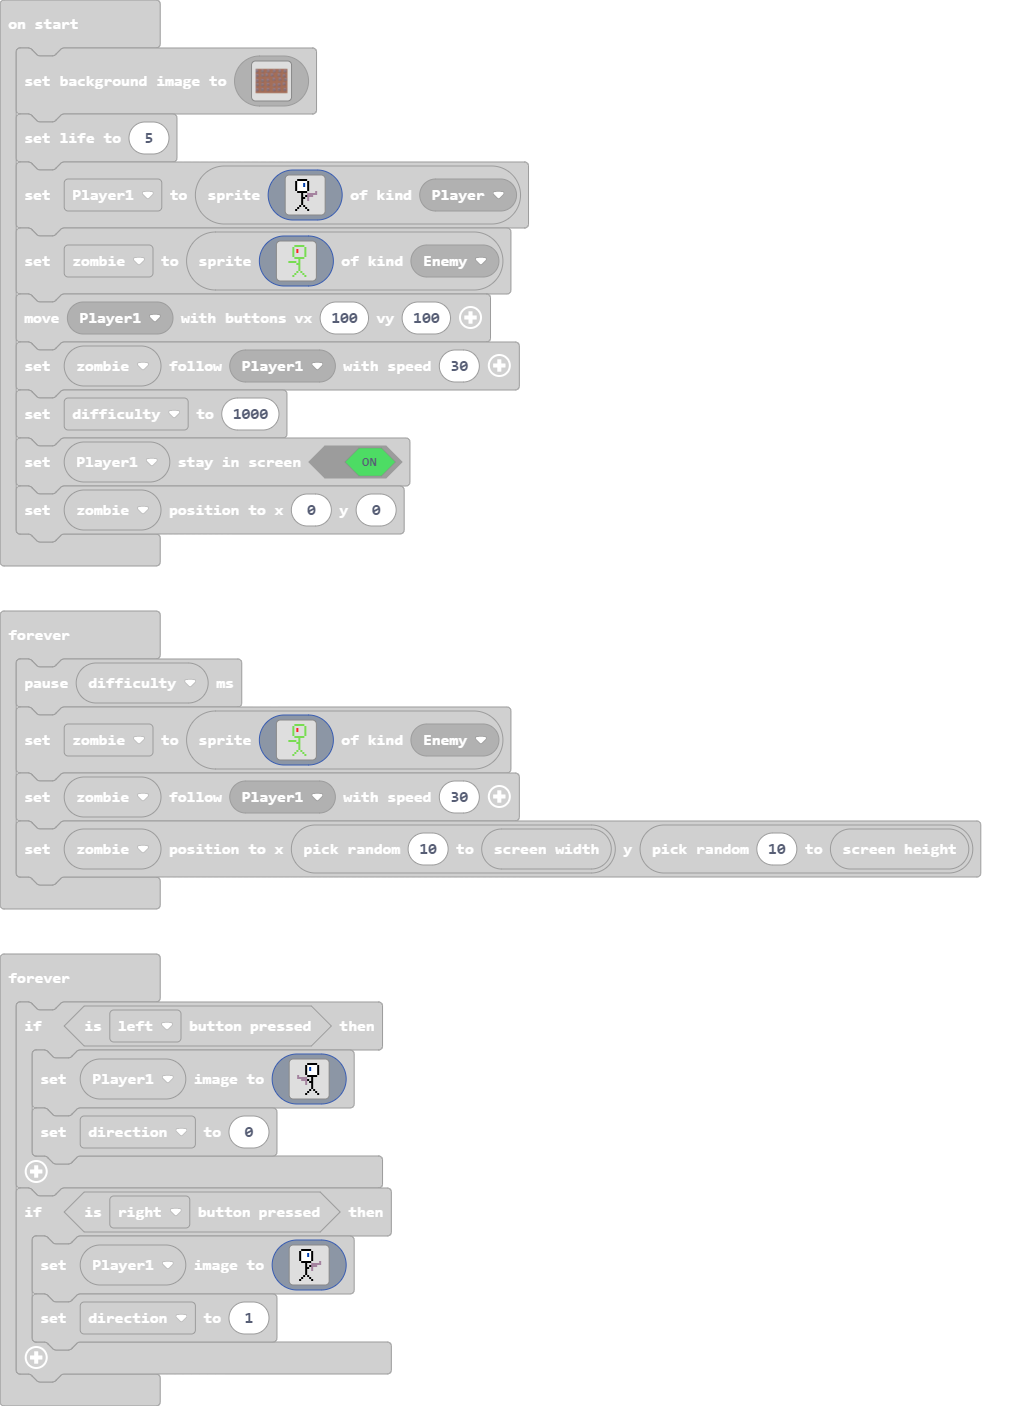 on start
set background image to
set life to 5
set Player1 to sprite of kind Player
set zombie to sprite of kind Enemy
move Player1 with buttons vx 100 vy 100
set zombie follow Player1 with speed 30
set difficulty to 1000
set Player1 stay in screen ON
set zombie position to x 0 y 0
forever
pause difficulty ms
set zombie to sprite of kind Enemy
set zombie follow Player1 with speed 30
set zombie position to x pick random 10 to screen width y pick random 10 to screen height
forever
if is left button pressed then
set Player1 image to
set direction to 0
if is right button pressed then
set Player1 image to
set direction to 1